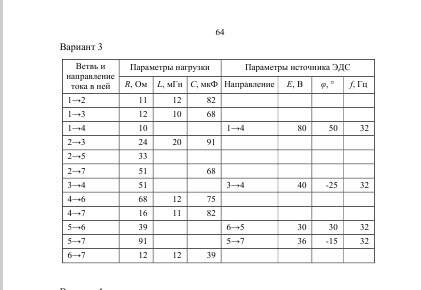 64
Вариант 3
Ветвь и направление тока в ней Параметры нагрузки Параметры источника ЭДС
R, Ом L, мГн C, мкФ Направление E, В φ, ° f, Гц
1→2 11 12 82
1→3 12 10 68
1→4 10 1→4 80 50 32
2→3 24 20 91
2→5 33
2→7 51 68
3→4 51 3→4 40 -25 32
4→6 68 12 75
4→7 16 11 82
5→6 39 6→5 30 30 32
5→7 91 5→7 36 -15 32
6→7 12 12 39